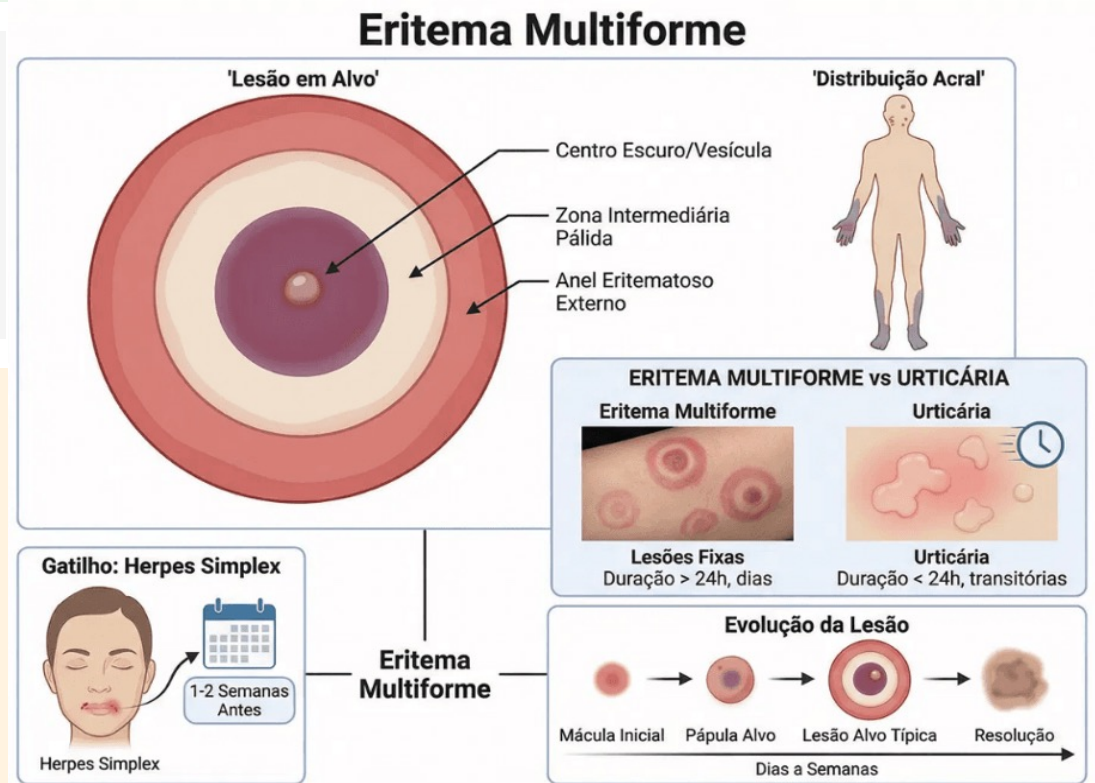 Eritema Multiforme
'Lesão em Alvo'
'Distribuição Acral'
Centro Escuro/Vesícula
Zona Intermediária
Pálida
Anel Eritematoso
Externo
ERITEMA MULTIFORME vs URTICÁRIA
Eritema Multiforme
Urticária
Lesões Fixas
Duração > 24h, dias
Urticária
Duração < 24h, transitórias
Gatilho: Herpes Simplex
1-2 Semanas
Antes
Herpes Simplex
Eritema
Multiforme
Evolução da Lesão
Mácula Inicial
Pápula Alvo
Lesão Alvo Típica
Resolução
Dias a Semanas